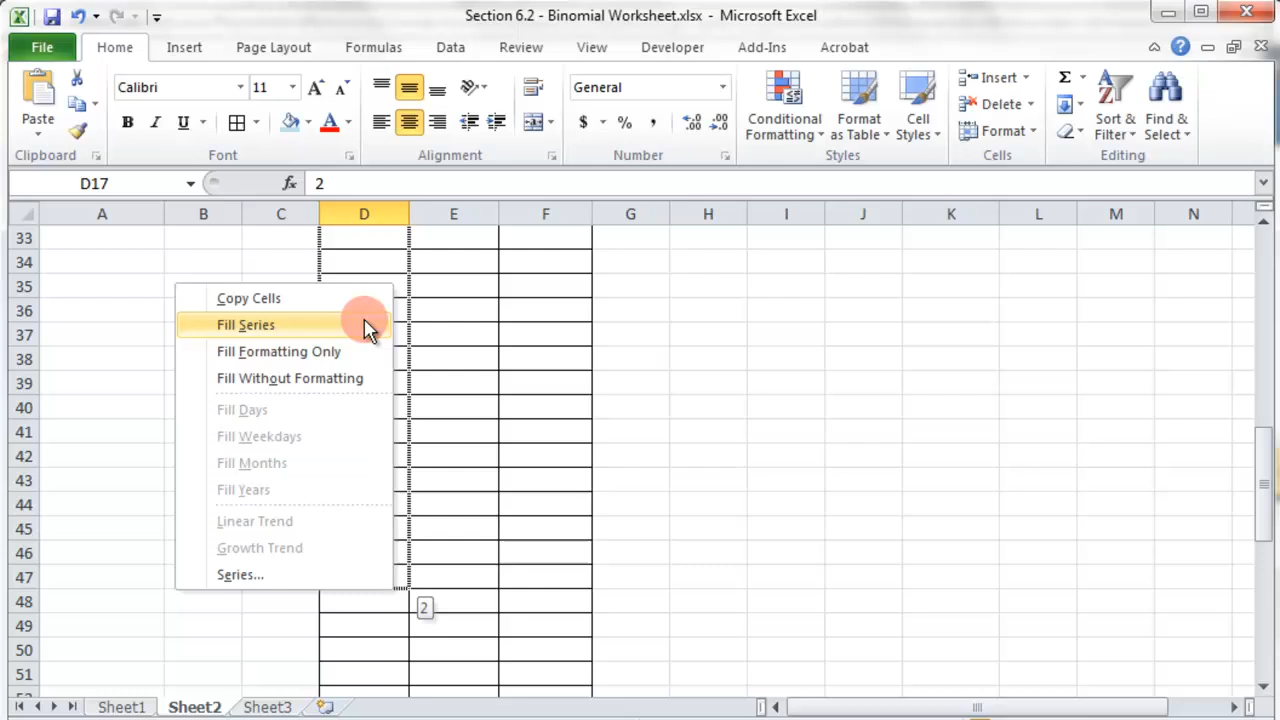 Section 6.2 - Binomial Worksheet.xlsx - Microsoft Excel
File Home Insert Page Layout Formulas Data Review View Developer Add-Ins Acrobat
Paste
Clipboard
Calibri 11
B I U
Font
Alignment
General
$ % ,
Number
Conditional Formatting
Format as Table
Cell Styles
Styles
Insert
Delete
Format
Cells
Σ
Sort & Filter
Find & Select
Editing
D17 fx 2
A B C D E F G H I J K L M N
33
34
35
36
37
38
39
40
41
42
43
44
45
46
47
48
49
50
51
Copy Cells
Fill Series
Fill Formatting Only
Fill Without Formatting
Fill Days
Fill Weekdays
Fill Months
Fill Years
Linear Trend
Growth Trend
Series...
2
Sheet1 Sheet2 Sheet3